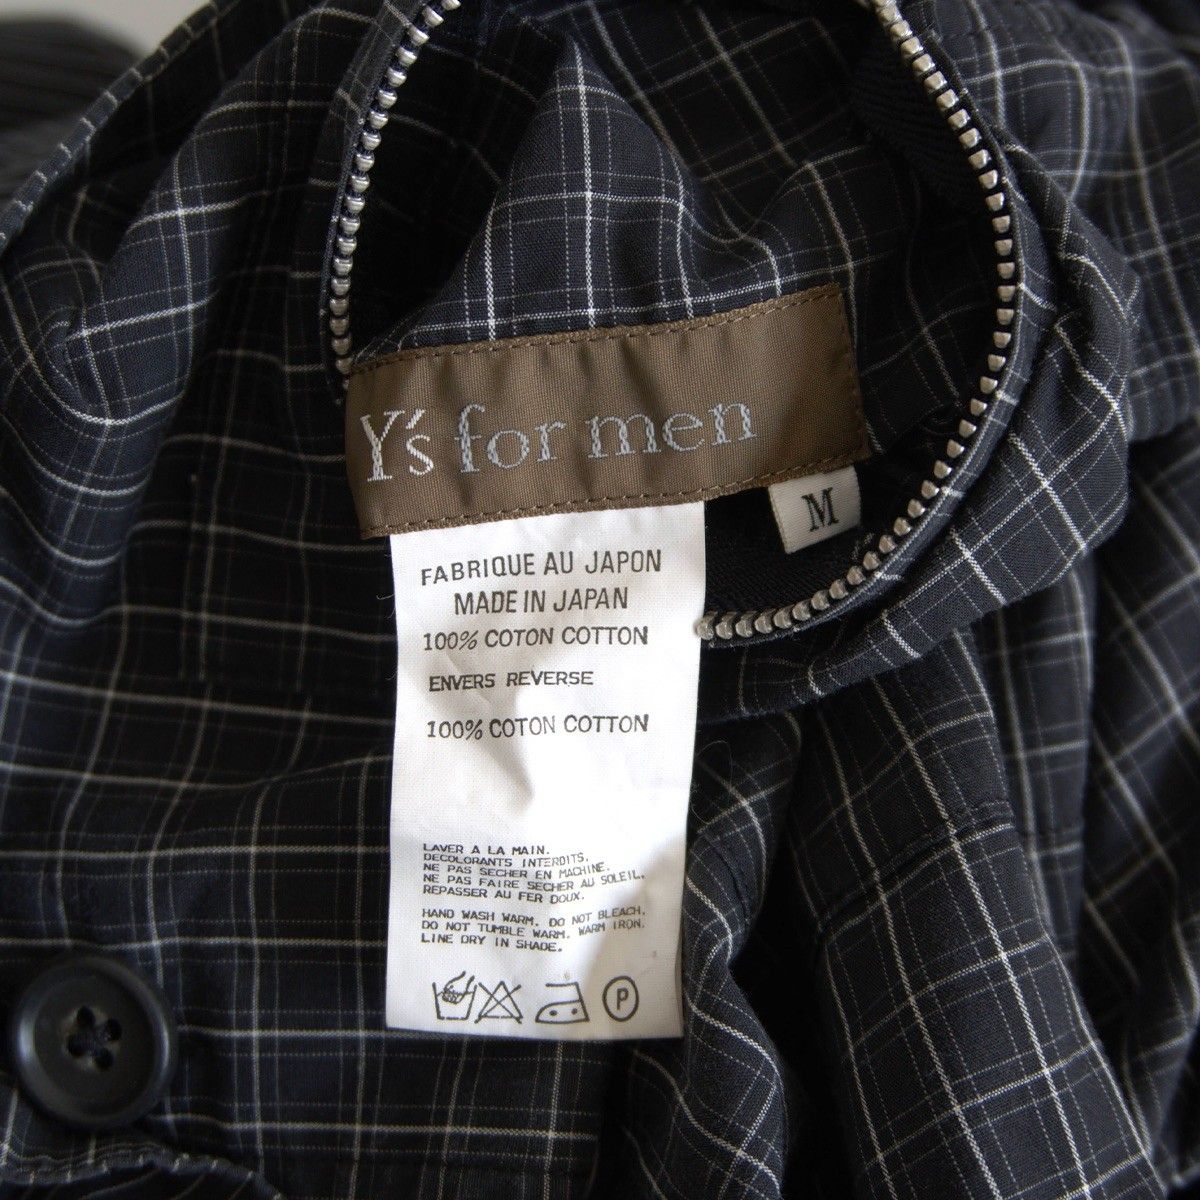 Y's for men
M
FABRIQUE AU JAPON
MADE IN JAPAN
100% COTON COTTON
ENVERS REVERSE
100% COTON COTTON
LAVER A LA MAIN.
DECOLORANTS INTERDITS.
NE PAS SECHER EN MACHINE.
NE PAS FAIRE SECHER AU SOLEIL.
REPASSER AU FER DOUX.
HAND WASH WARM. DO NOT BLEACH.
DO NOT TUMBLE WARM. WARM IRON.
LINE DRY IN SHADE.
P